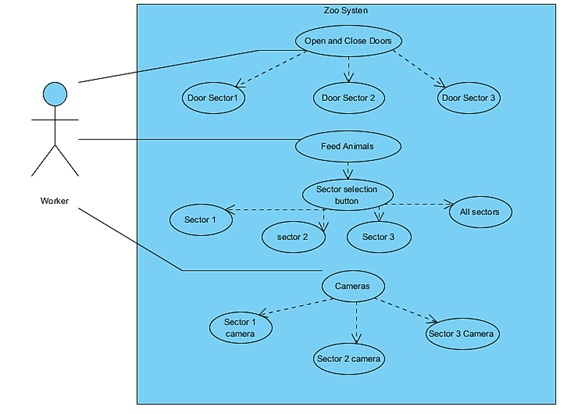 Zoo Systen
Open and Close Doors
Door Sector1
Door Sector 2
Door Sector 3
Feed Animals
Sector selection
button
Sector 1
sector 2
Sector 3
All sectors
Worker
Cameras
Sector 1
camera
Sector 2 camera
Sector 3 Camera